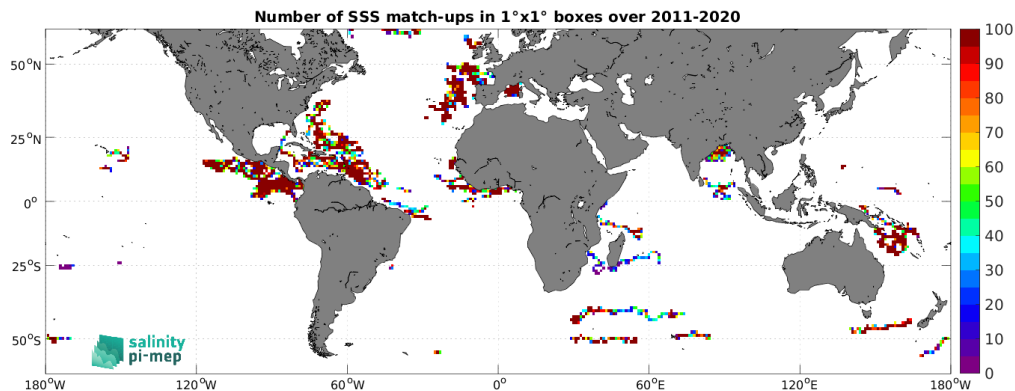 Number of SSS match-ups in 1°x1° boxes over 2011-2020
50°N
25°N
0°
25°S
50°S
180°W 120°W 60°W 0° 60°E 120°E 180°W
100
90
80
70
60
50
40
30
20
10
0
salinity
pi-mep